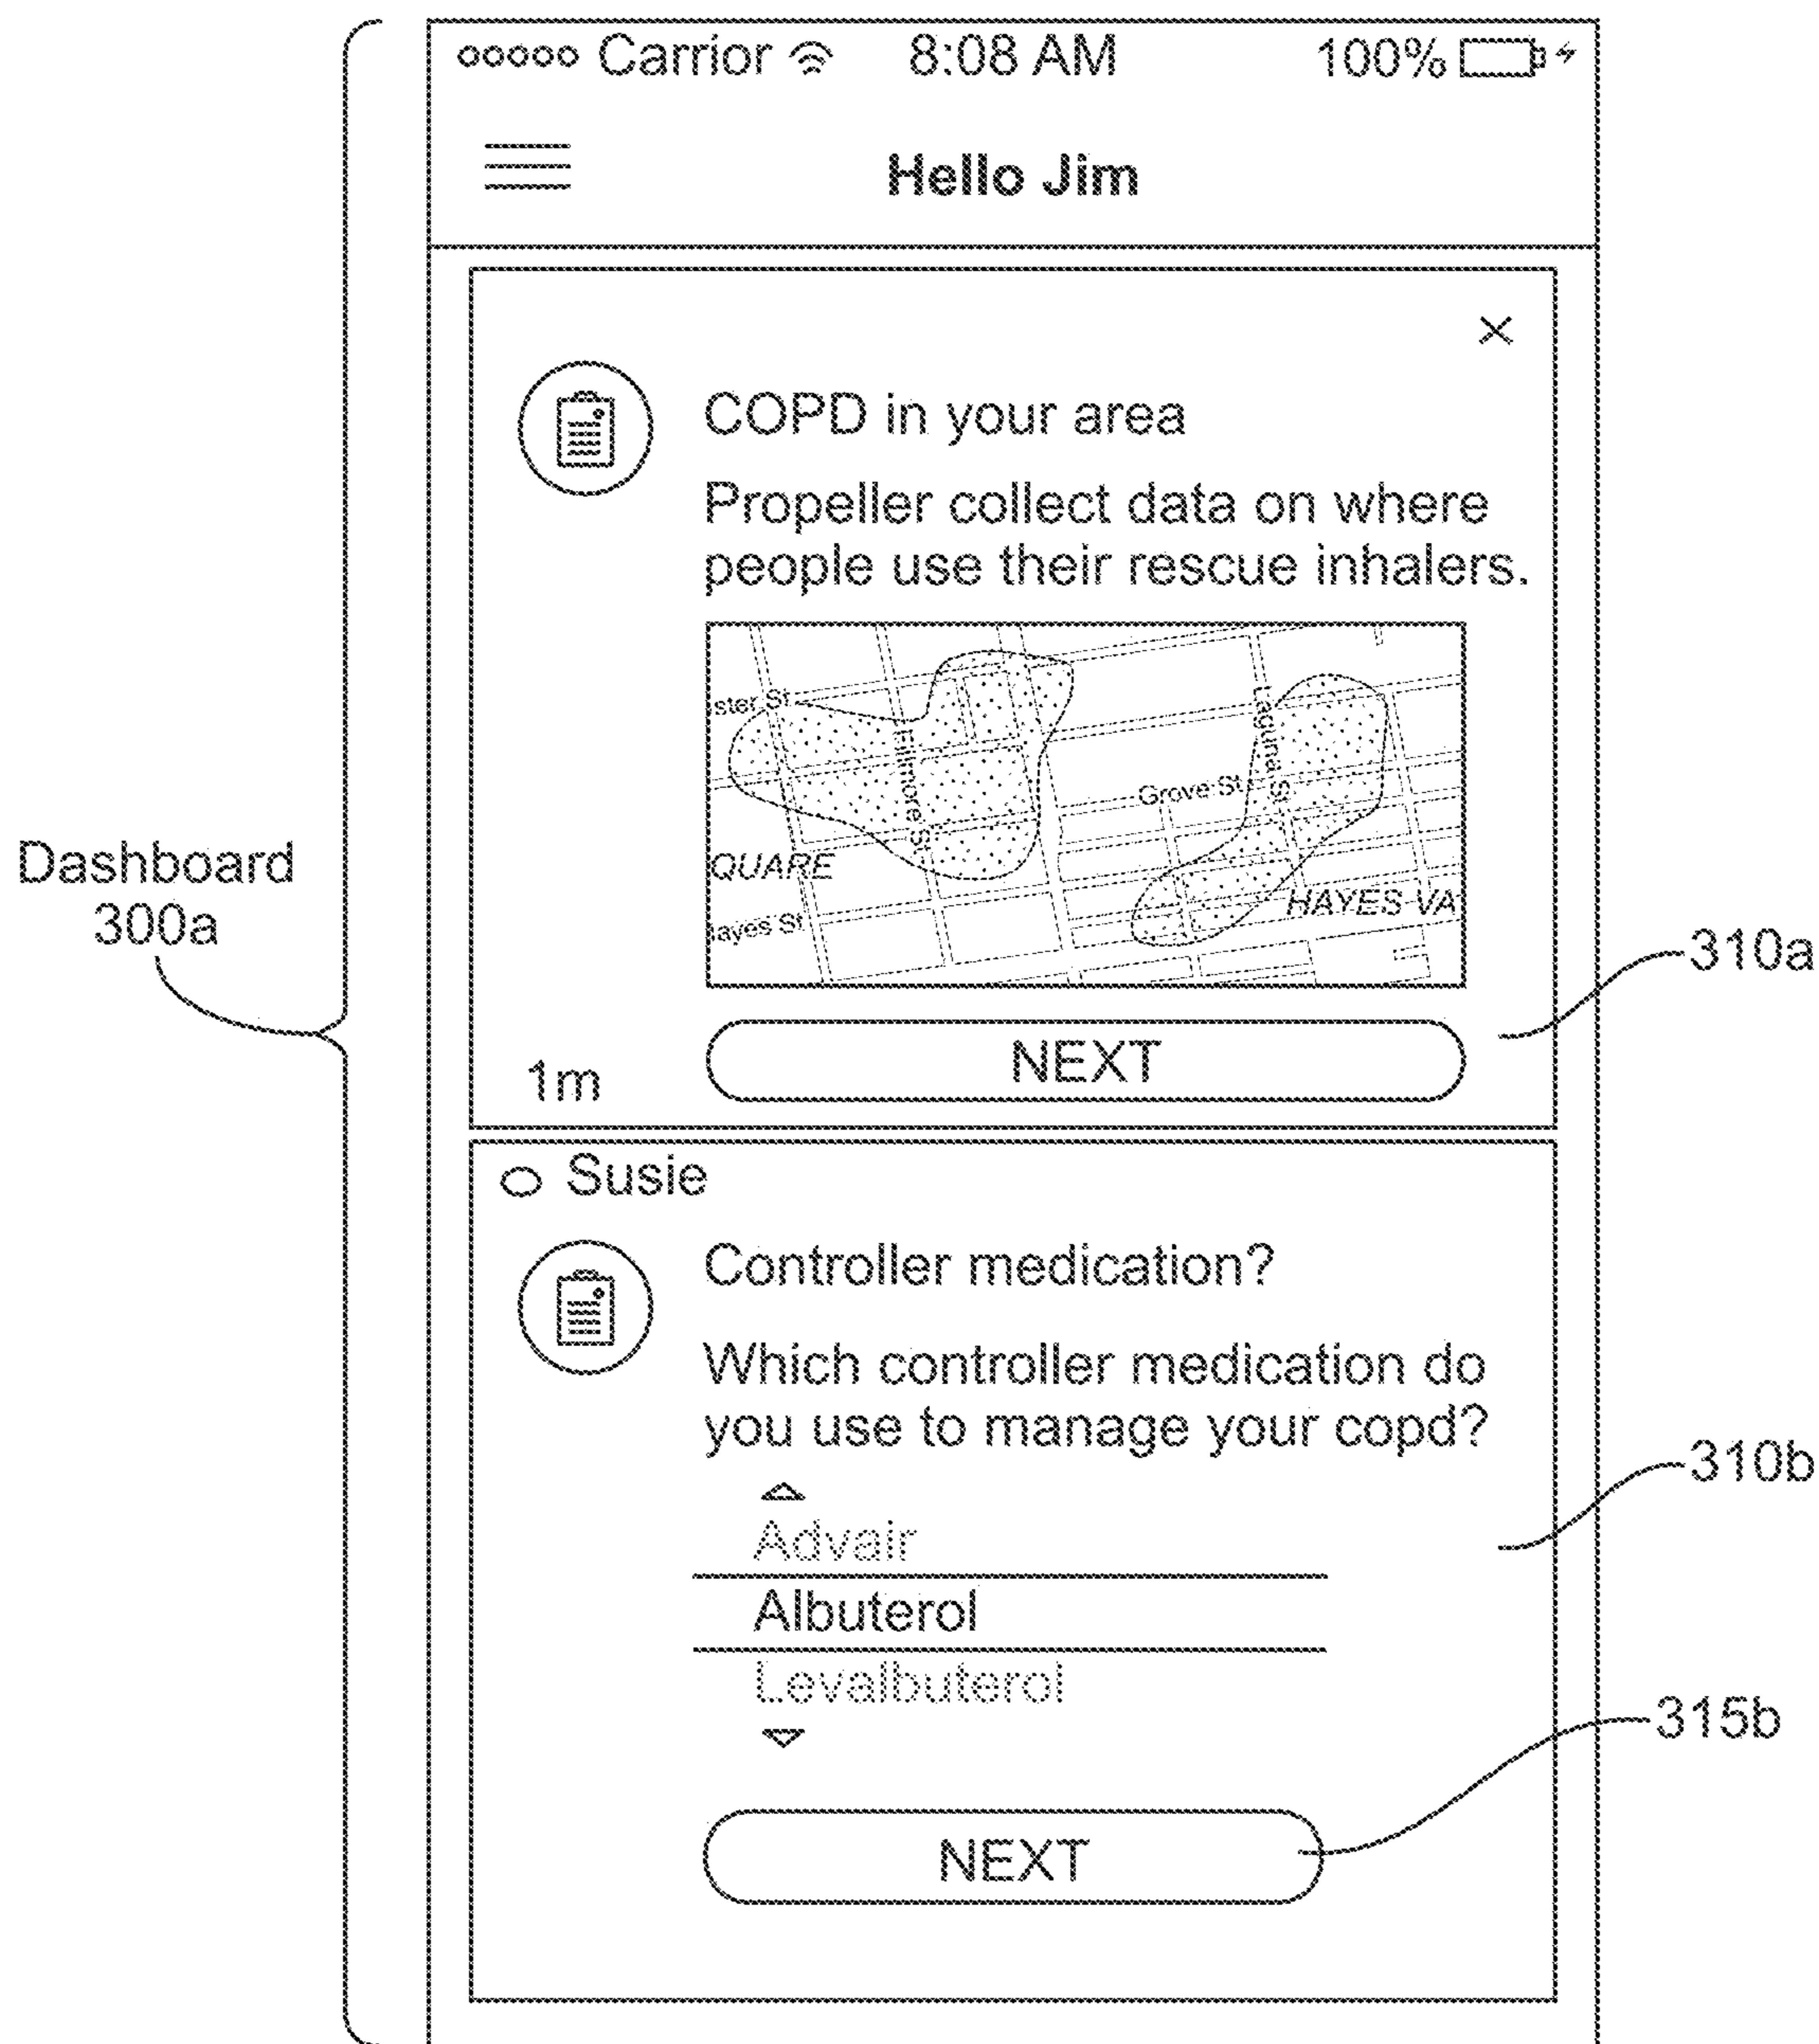 ooooo Carrior 8:08 AM 100%
Hello Jim
COPD in your area
Propeller collect data on where
people use their rescue inhalers.
ster St
Fillmore St
Laguna St
Grove St
QUARE
HAYES VA
Hayes St
Dashboard
300a
310a
1m
NEXT
Susie
Controller medication?
Which controller medication do
you use to manage your copd?
310b
Advair
Albuterol
Levalbuterol
315b
NEXT